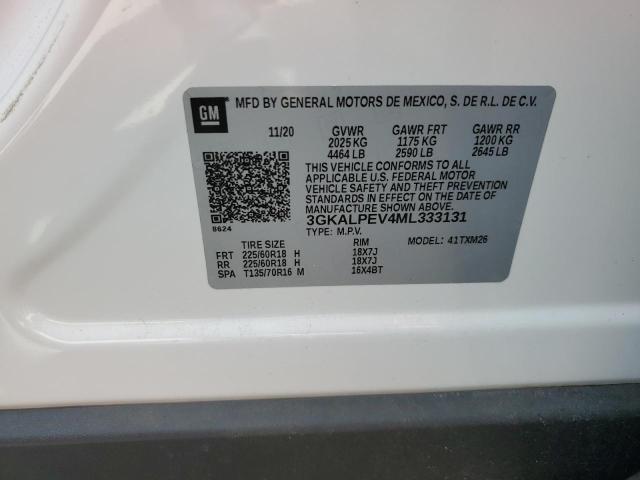 GM
MFD BY GENERAL MOTORS DE MEXICO, S. DE R.L. DE C.V.
11/20 GVWR GAWR FRT GAWR RR
2025 KG 1175 KG 1200 KG
4464 LB 2590 LB 2645 LB
THIS VEHICLE CONFORMS TO ALL
APPLICABLE U.S. FEDERAL MOTOR
VEHICLE SAFETY AND THEFT PREVENTION
STANDARDS IN EFFECT ON THE DATE
OF MANUFACTURE SHOWN ABOVE.
3GKALPEV4ML333131
8624
TYPE: M.P.V. MODEL: 41TXM26
TIRE SIZE RIM
FRT 225/60R18 H 18X7J
RR 225/60R18 H 18X7J
SPA T135/70R16 M 16X4BT